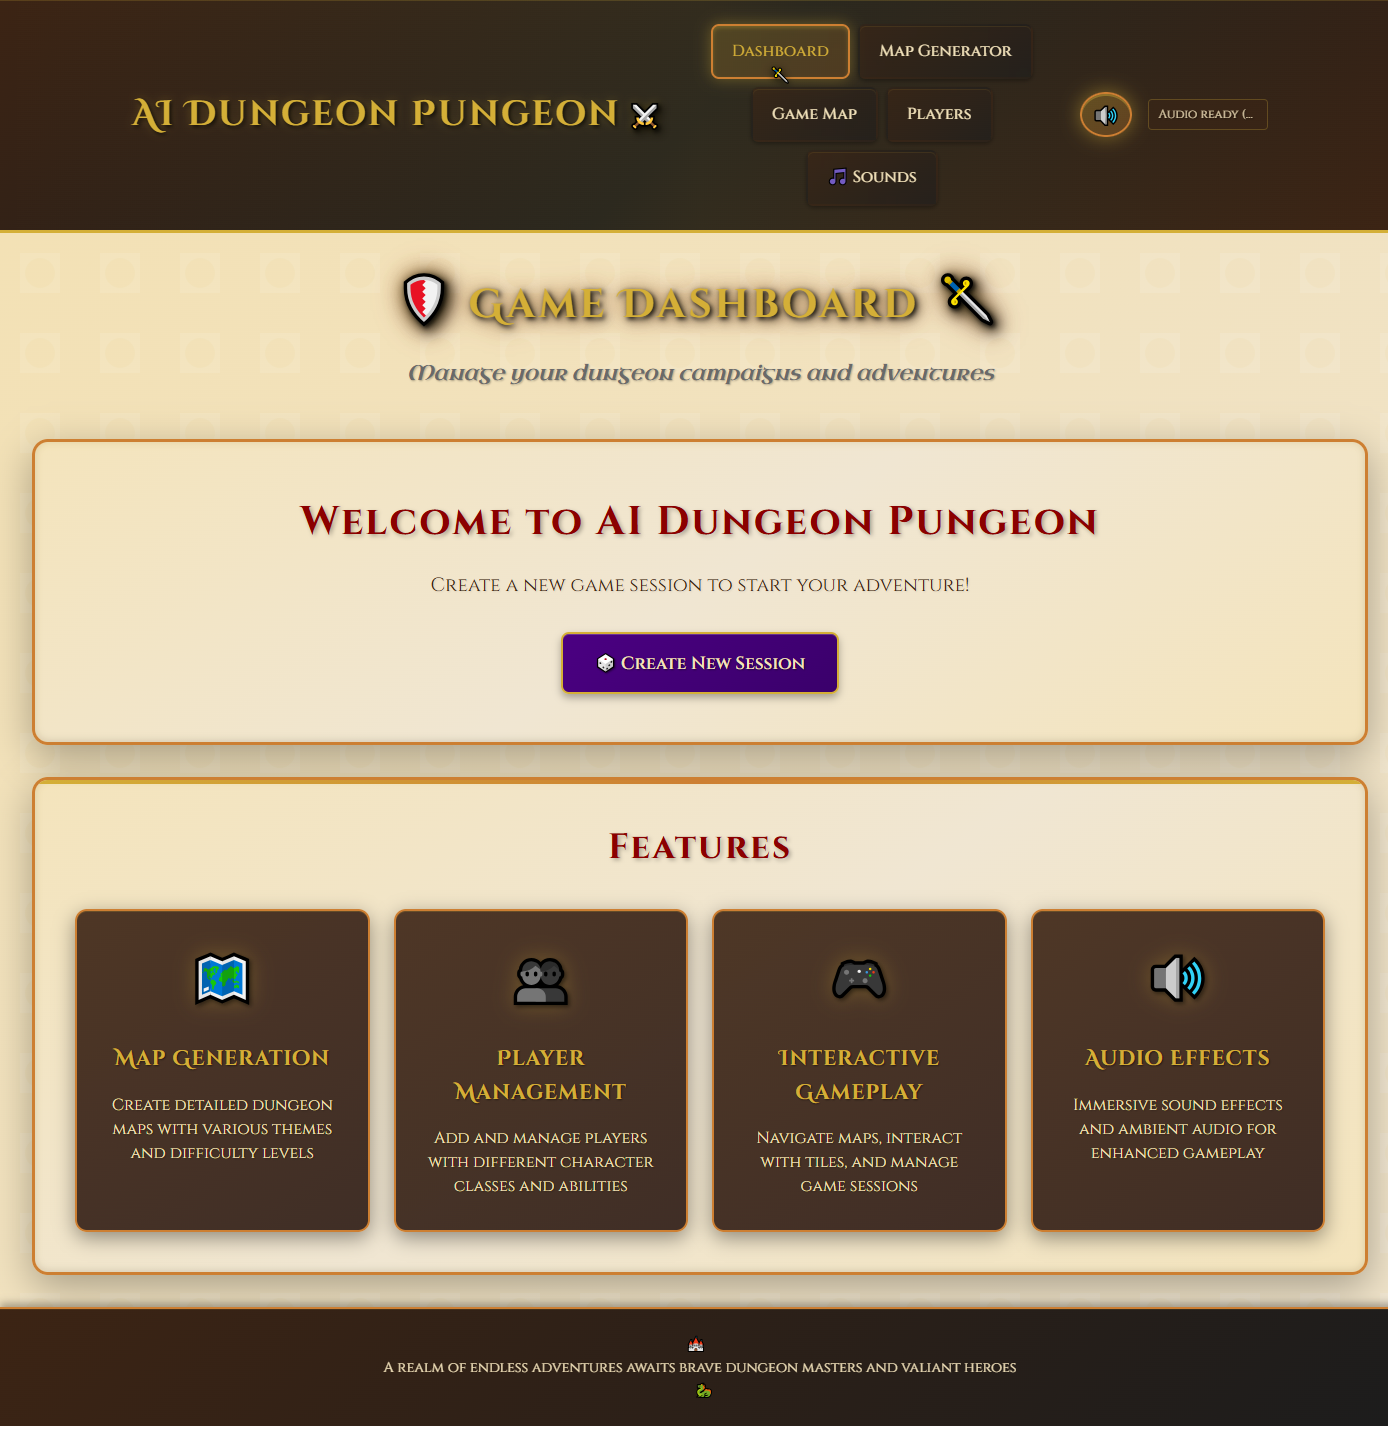 AI Dungeon Pungeon
Dashboard
Map Generator
Game Map
Players
Sounds
Audio ready (...
Game Dashboard
Manage your dungeon campaigns and adventures
Welcome to AI Dungeon Pungeon
Create a new game session to start your adventure!
Create New Session
Features
Map Generation
Create detailed dungeon
maps with various themes
and difficulty levels
Player
Management
Add and manage players
with different character
classes and abilities
Interactive
Gameplay
Navigate maps, interact
with tiles, and manage
game sessions
Audio Effects
Immersive sound effects
and ambient audio for
enhanced gameplay
A realm of endless adventures awaits brave dungeon masters and valiant heroes